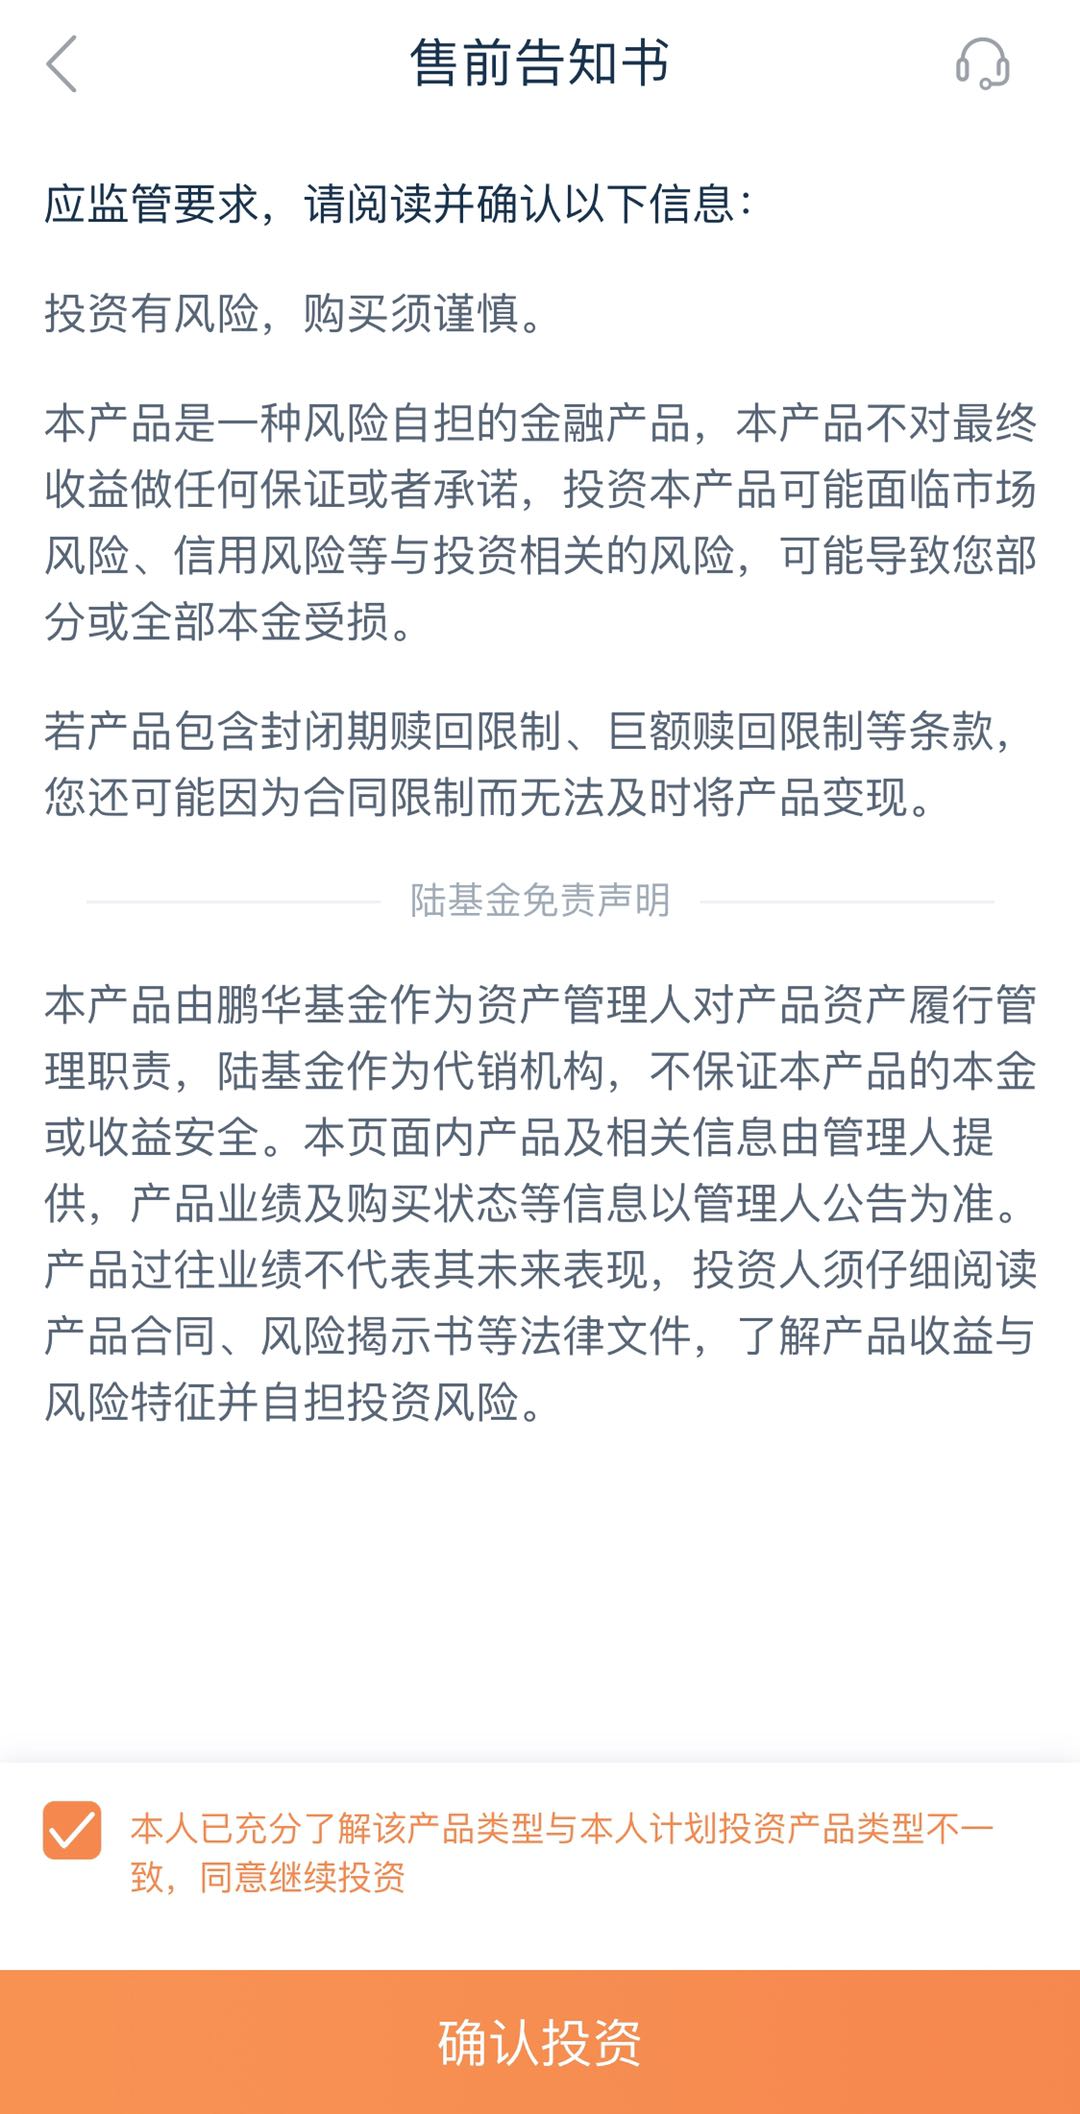 售前告知书
应监管要求，请阅读并确认以下信息：
投资有风险，购买须谨慎。
本产品是一种风险自担的金融产品，本产品不对最终
收益做任何保证或者承诺，投资本产品可能面临市场
风险、信用风险等与投资相关的风险，可能导致您部
分或全部本金受损。
若产品包含封闭期赎回限制、巨额赎回限制等条款，
您还可能因为合同限制而无法及时将产品变现。
陆基金免责声明
本产品由鹏华基金作为资产管理人对产品资产履行管
理职责，陆基金作为代销机构，不保证本产品的本金
或收益安全。本页面内产品及相关信息由管理人提
供，产品业绩及购买状态等信息以管理人公告为准。
产品过往业绩不代表其未来表现，投资人须仔细阅读
产品合同、风险揭示书等法律文件，了解产品收益与
风险特征并自担投资风险。
本人已充分了解该产品类型与本人计划投资产品类型不一
致，同意继续投资
确认投资